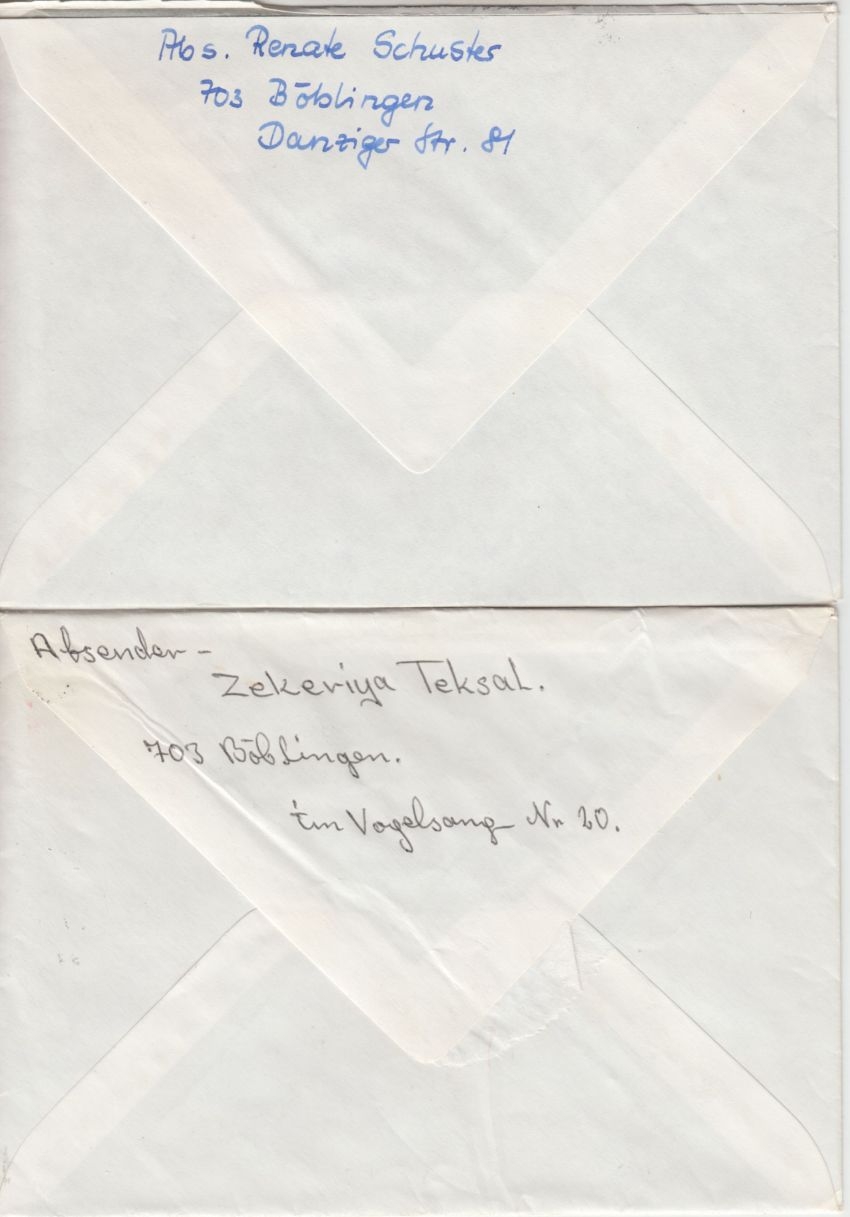 Abs. Renate Schuster
703 Böblingen
Danziger Str. 81
Absender -
Zekeriya Teksal.
703 Böblingen.
im Vogelsang Nr 20.